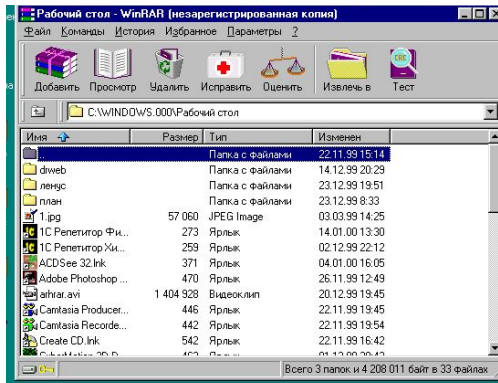 Рабочий стол - WinRAR (незарегистрированная копия)
Файл Команды История Избранное Параметры ?
Добавить Просмотр Удалить Исправить Оценить Извлечь в Тест
CRC
C:\WINDOWS.000\Рабочий стол
Имя Размер Тип Изменен
.. Папка с файлами 22.11.99 15:14
drweb Папка с файлами 14.12.99 20:29
ленус Папка с файлами 23.12.99 19:51
план Папка с файлами 23.12.99 8:33
1.jpg 57 060 JPEG Image 03.03.99 14:25
1С Репетитор Фи... 273 Ярлык 14.01.00 13:30
1С Репетитор Хи... 259 Ярлык 02.12.99 22:12
ACDSee 32.lnk 371 Ярлык 04.01.00 16:05
Adobe Photoshop ... 470 Ярлык 26.11.99 12:49
arhrar.avi 1 404 928 Видеоклип 20.12.99 19:45
Camtasia Producer... 446 Ярлык 22.11.99 19:45
Camtasia Recorde... 442 Ярлык 22.11.99 19:54
Create CD.lnk 542 Ярлык 22.11.99 16:42
Всего 3 папок и 4 208 011 байт в 33 файлах